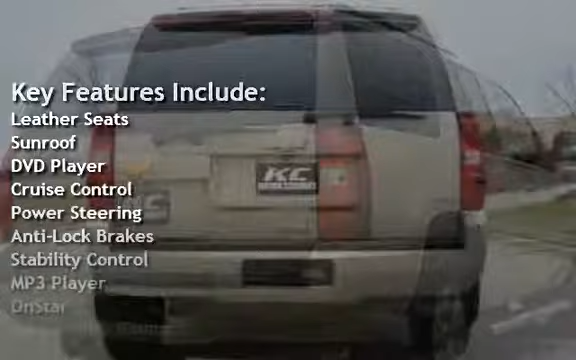 Key Features Include:
Leather Seats
Sunroof
DVD Player
Cruise Control
Power Steering
Anti-Lock Brakes
Stability Control
MP3 Player
OnStar
KC